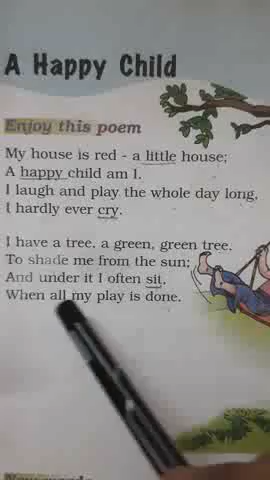 A Happy Child
Enjoy this poem
My house is red - a little house;
A happy child am I.
I laugh and play the whole day long,
I hardly ever cry.
I have a tree, a green, green tree.
To shade me from the sun;
And under it I often sit,
When all my play is done.